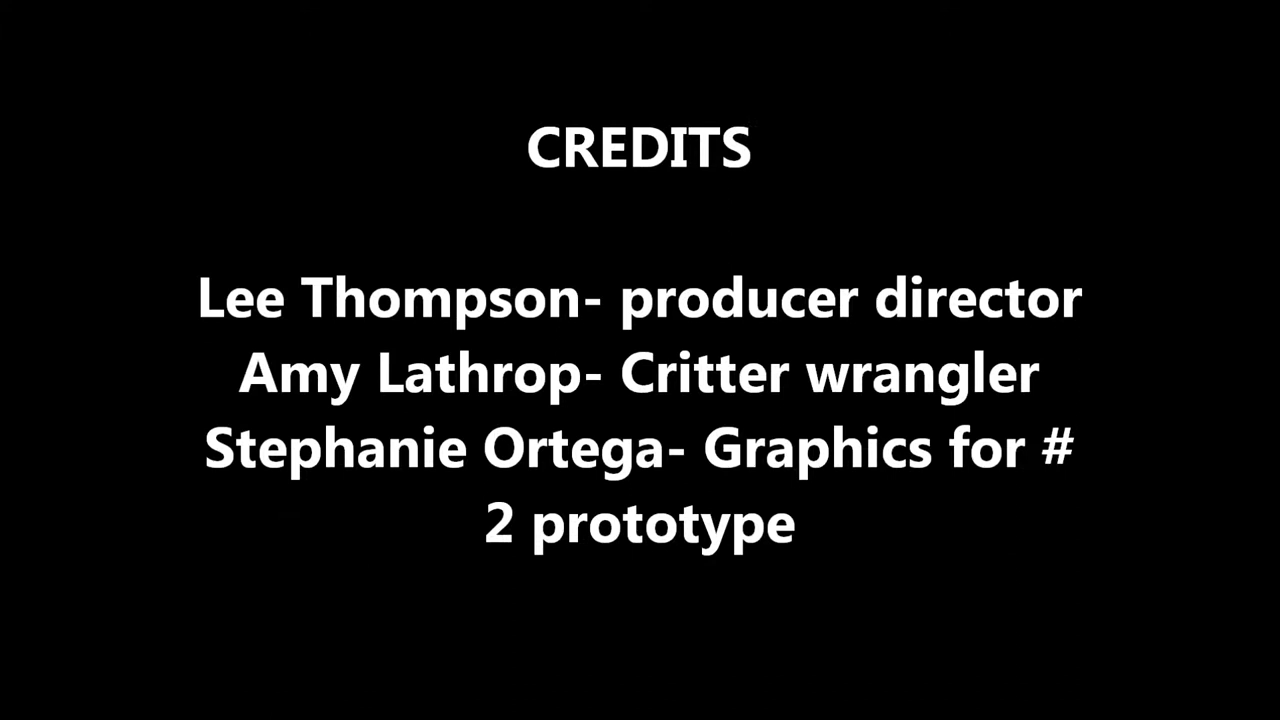 CREDITS
Lee Thompson- producer director
Amy Lathrop- Critter wrangler
Stephanie Ortega- Graphics for #
2 prototype